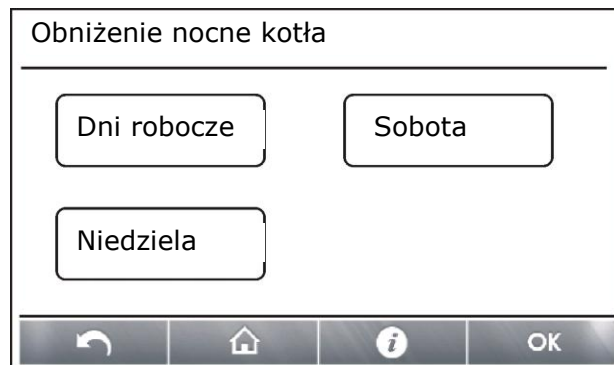 Obniżenie nocne kotła
Dni robocze
Sobota
Niedziela
OK